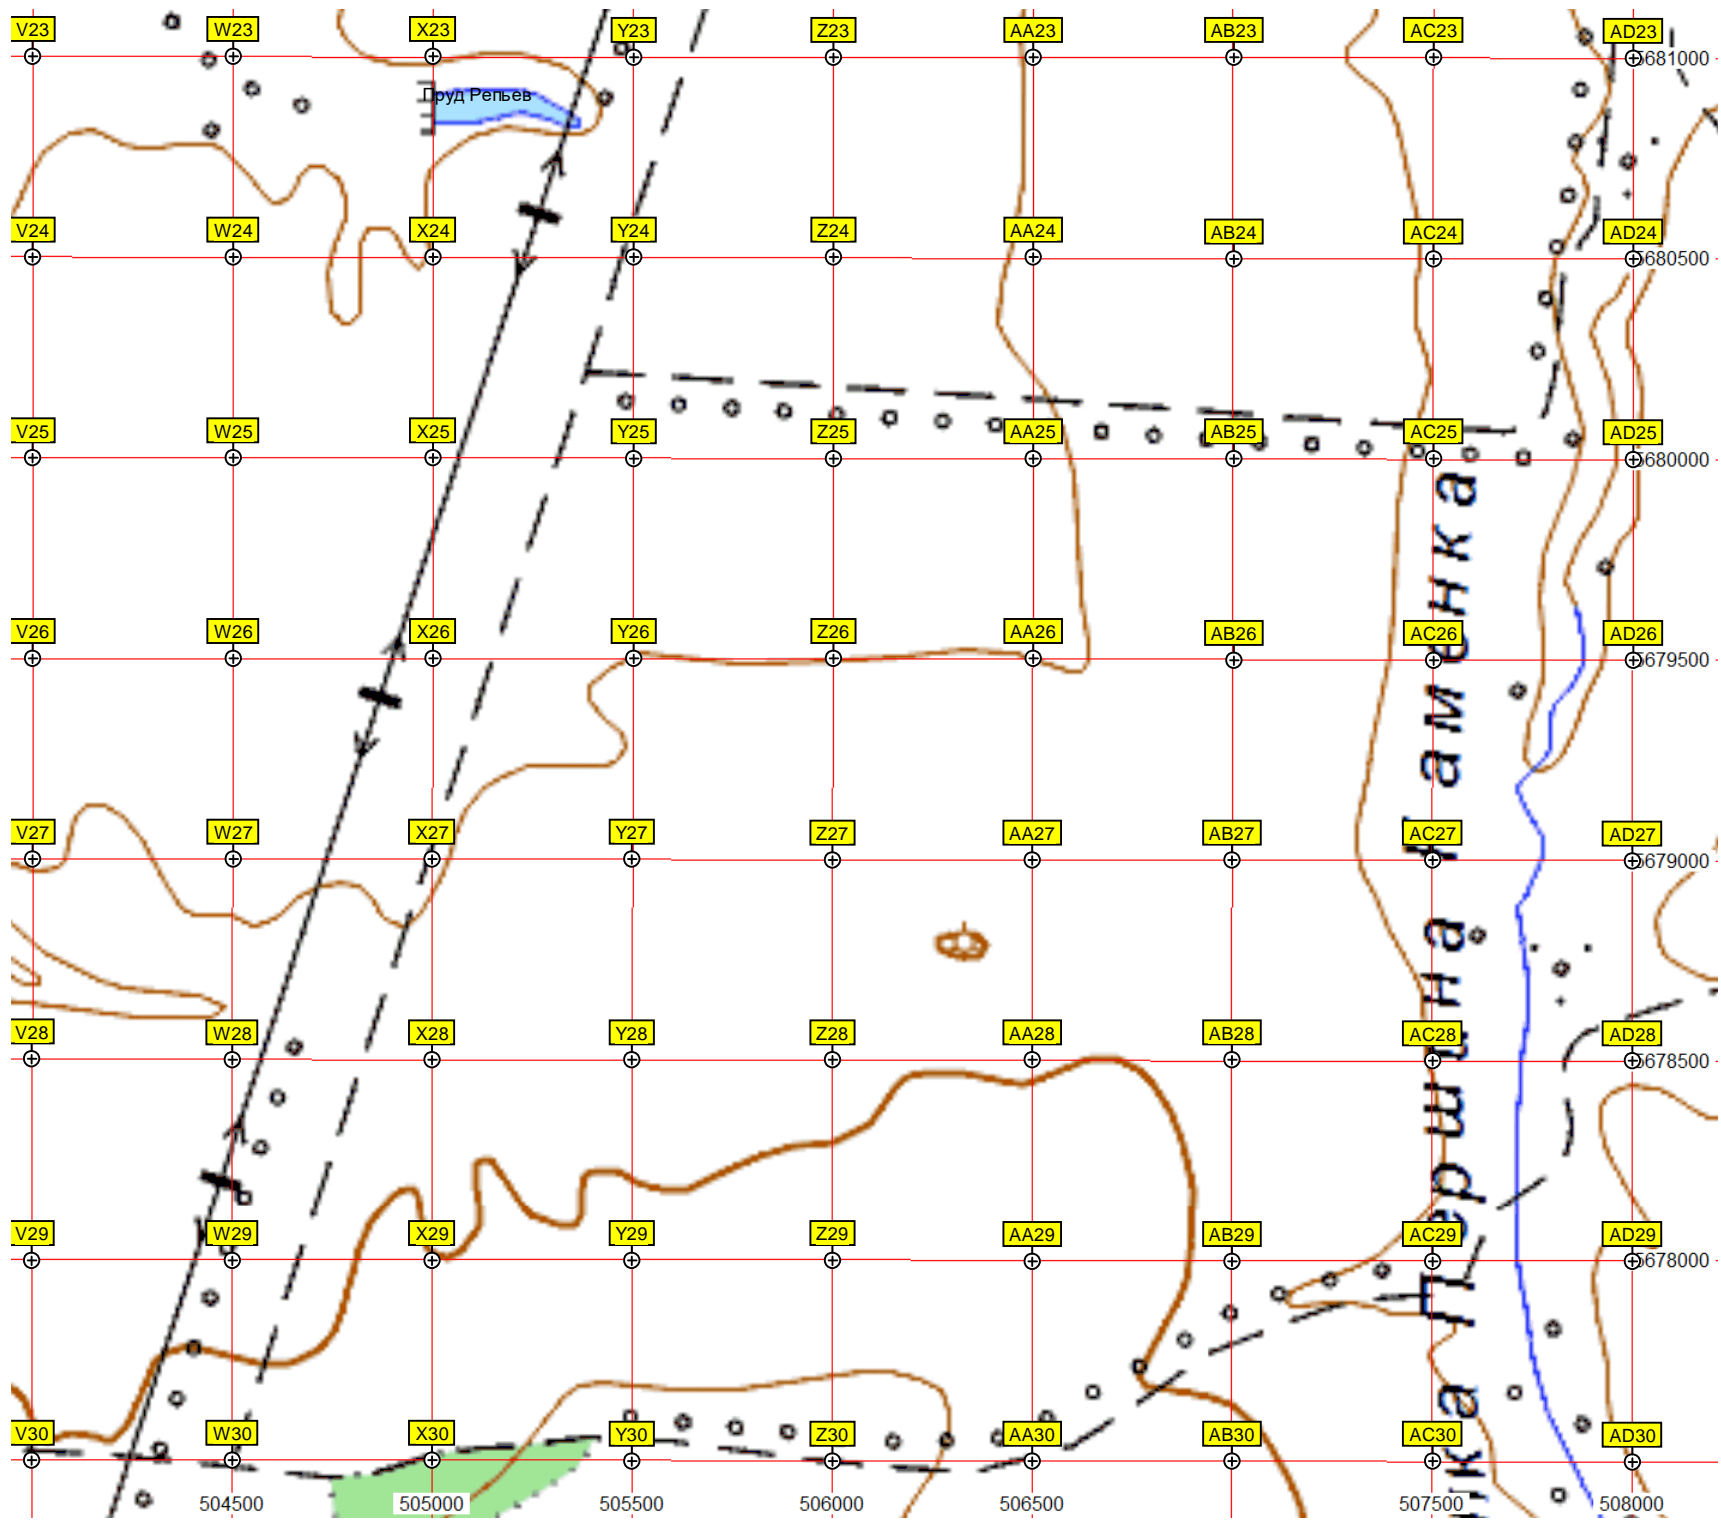 V23 W23 X23 Y23 Z23 AA23 AB23 AC23 AD23
5681000
Пруд Репьев
V24 W24 X24 Y24 Z24 AA24 AB24 AC24 AD24
5680500
V25 W25 X25 Y25 Z25 AA25 AB25 AC25 AD25
5680000
V26 W26 X26 Y26 Z26 AA26 AB26 AC26 AD26
5679500
V27 W27 X27 Y27 Z27 AA27 AB27 AC27 AD27
5679000
V28 W28 X28 Y28 Z28 AA28 AB28 AC28 AD28
5678500
V29 W29 X29 Y29 Z29 AA29 AB29 AC29 AD29
5678000
V30 W30 X30 Y30 Z30 AA30 AB30 AC30 AD30
504500 505000 505500 506000 506500 507500 508000
Першина Каменка